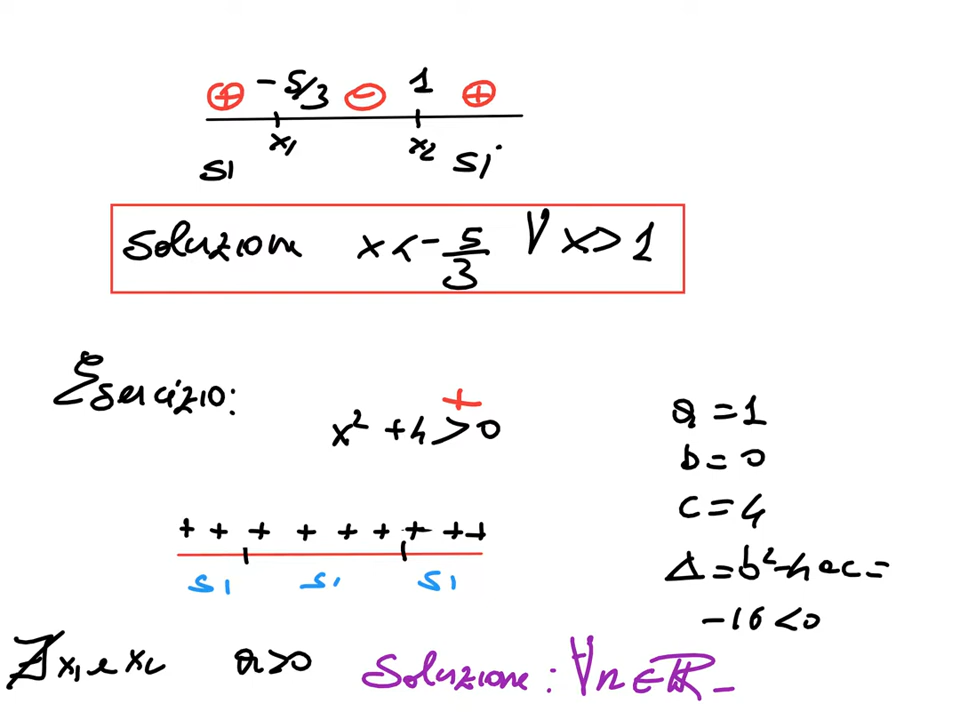 ⊕ -5/3 ⊖ 1 ⊕
x1 x2
si si
Soluzione x < -5/3 ∨ x > 1
Esercizio:
+
x² + 4 > 0
a = 1
b = 0
c = 4
Δ = b² - 4ac =
-16 < 0
+ + + + + + + + +
si si si
∄ x1 e x2 a > 0 Soluzione: ∀x ∈ ℝ -